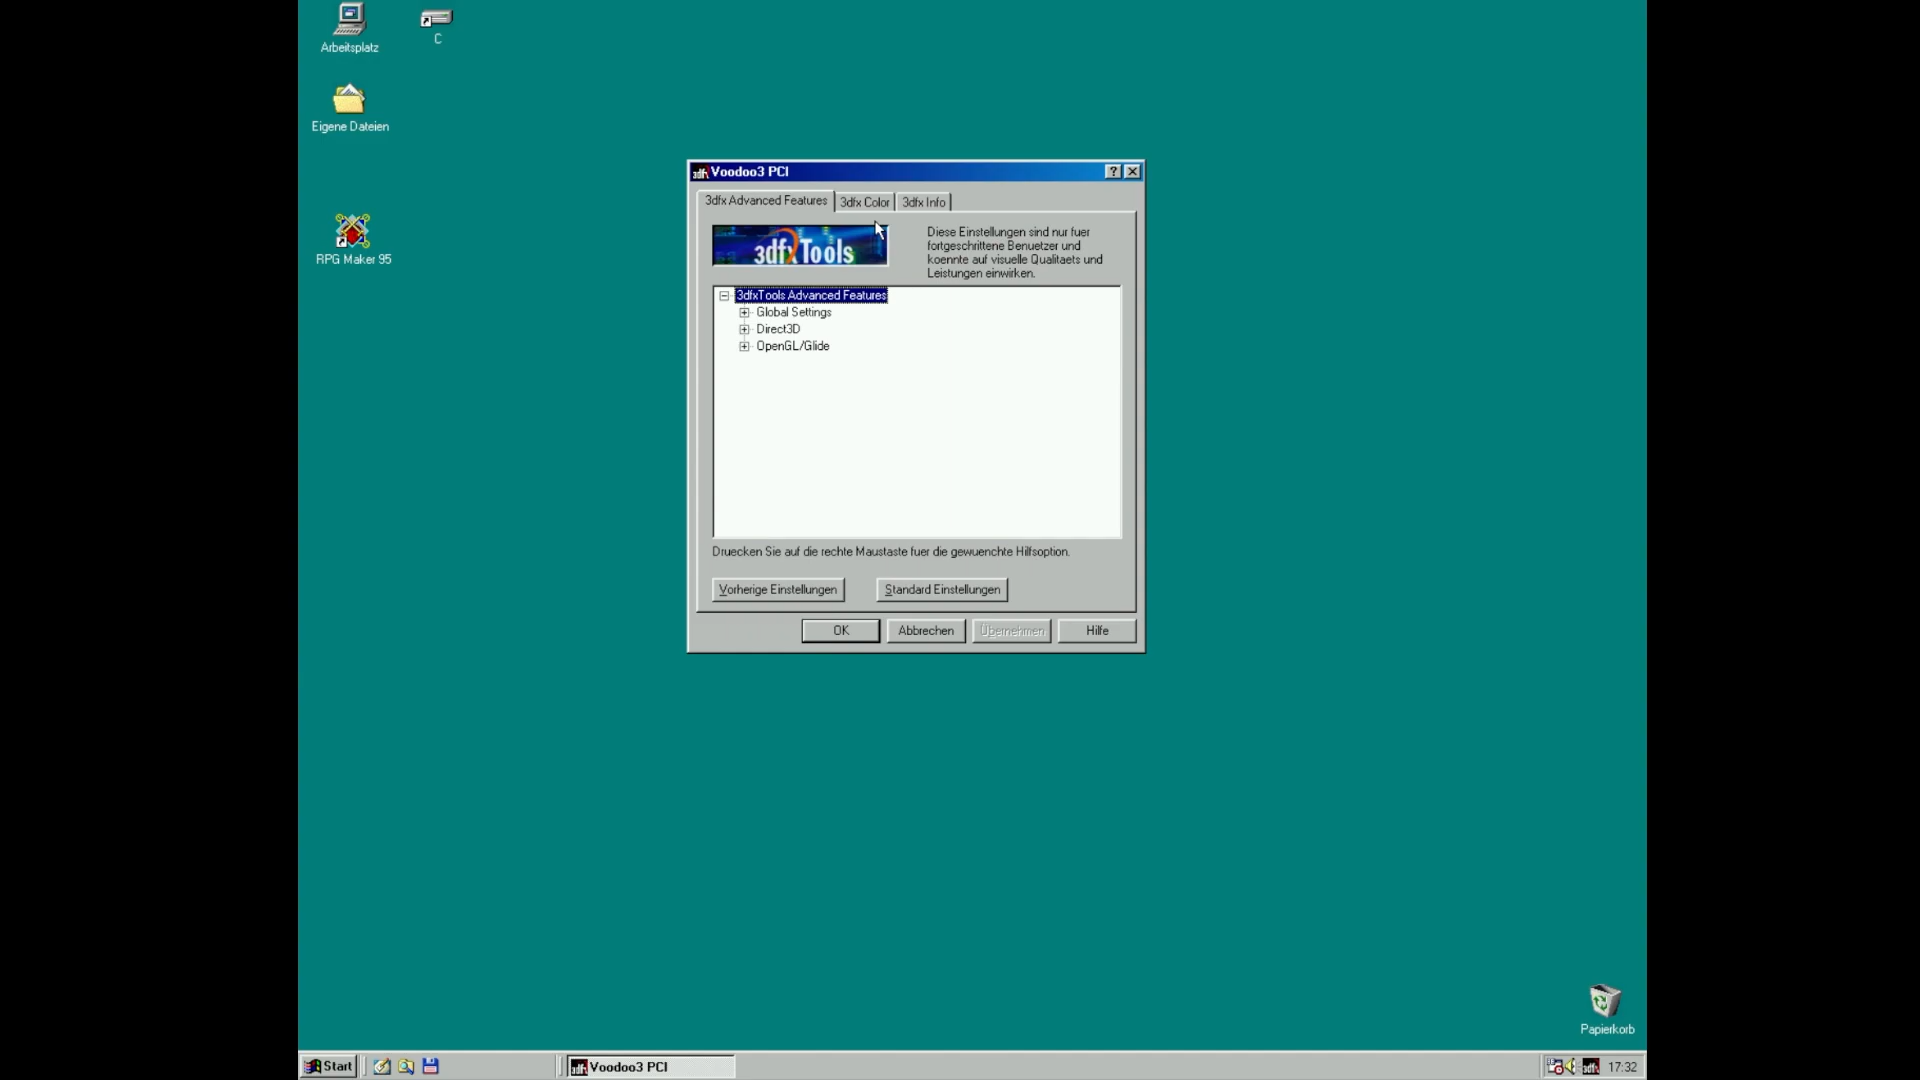 Arbeitsplatz
C
Eigene Dateien
RPG Maker 95
Voodoo3 PCI
3dfx Advanced Features
3dfx Color
3dfx Info
3dfxTools
Diese Einstellungen sind nur fuer
fortgeschrittene Benuetzer und
koennte auf visuelle Qualitaets und
Leistungen einwirken.
3dfxTools Advanced Features
Global Settings
Direct3D
OpenGL/Glide
Druecken Sie auf die rechte Maustaste fuer die gewuenchte Hilfsoption.
Vorherige Einstellungen
Standard Einstellungen
OK
Abbrechen
Übernehmen
Hilfe
Papierkorb
Start
Voodoo3 PCI
3dfx
17:32